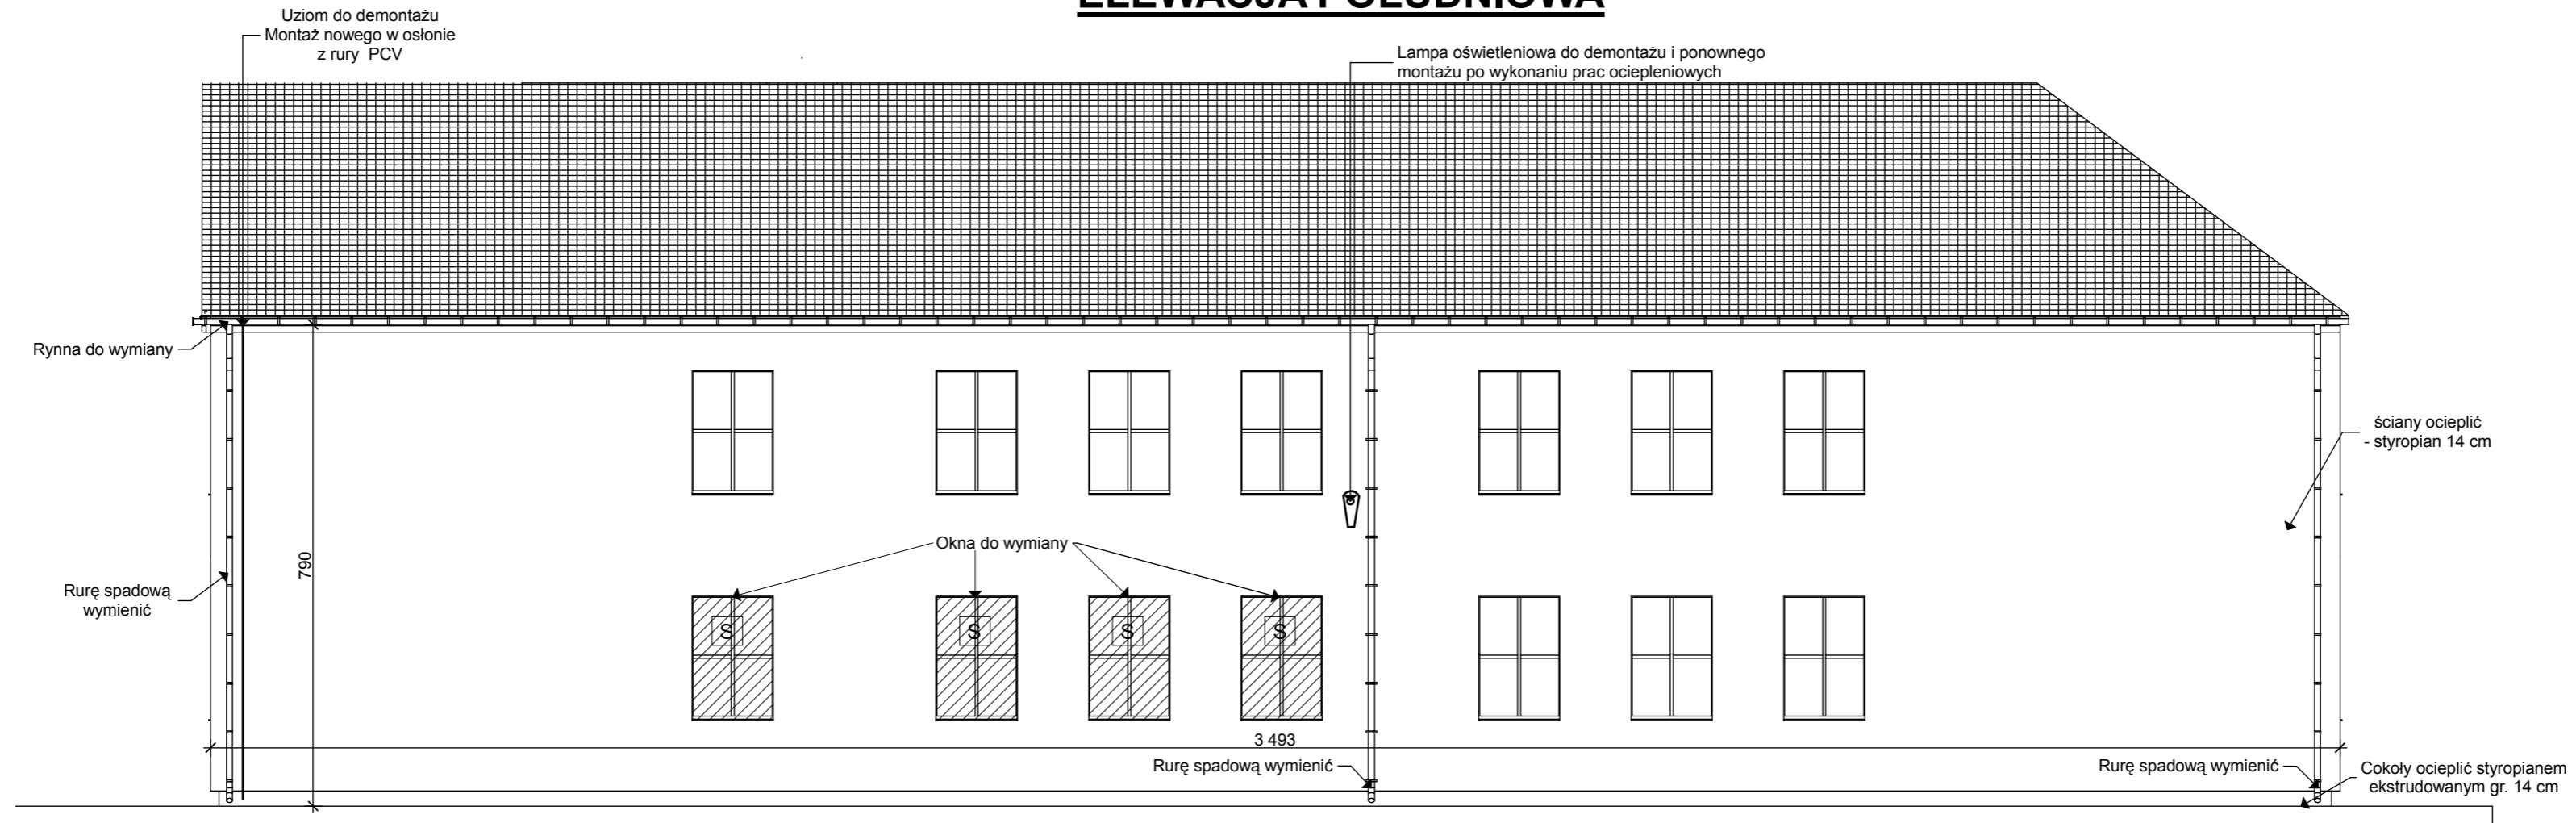 ELEWACJA POŁUDNIOWA
Uziom do demontażu
Montaż nowego w osłonie
z rury PCV
Lampa oświetleniowa do demontażu i ponownego
montażu po wykonaniu prac ociepleniowych
Rynna do wymiany
ściany ocieplić
- styropian 14 cm
Okna do wymiany
790
Rurę spadową
wymienić
S
S
S
S
3 493
Rurę spadową wymienić
Rurę spadową wymienić
Cokoły ocieplić styropianem
ekstrudowanym gr. 14 cm